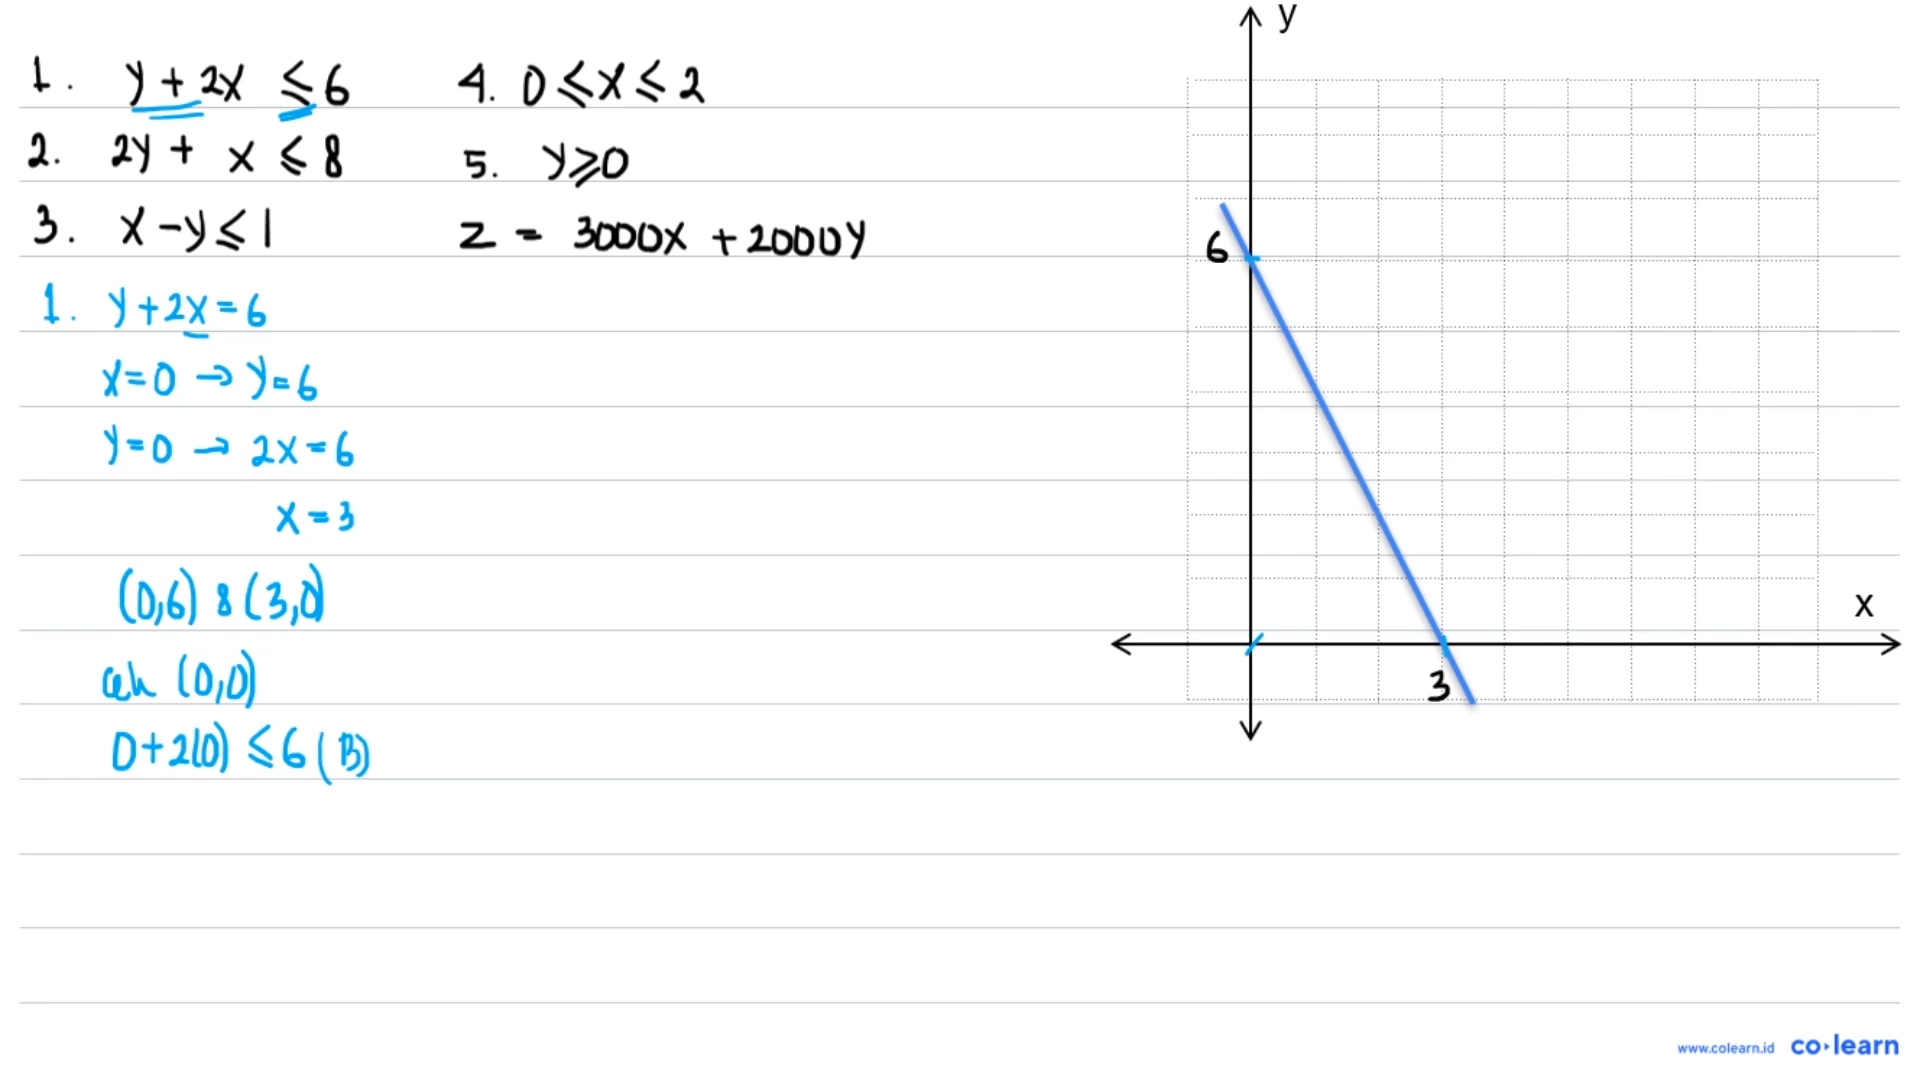 1. y + 2x ≤ 6
2. 2y + x ≤ 8
3. x - y ≤ 1
4. 0 ≤ x ≤ 2
5. y ≥ 0
z = 3000x + 2000y
1. y + 2x = 6
x = 0 → y = 6
y = 0 → 2x = 6
x = 3
(0,6) & (3,0)
cek (0,0)
0 + 2(0) ≤ 6 (B)
y
6
x
3
www.colearn.id co·learn